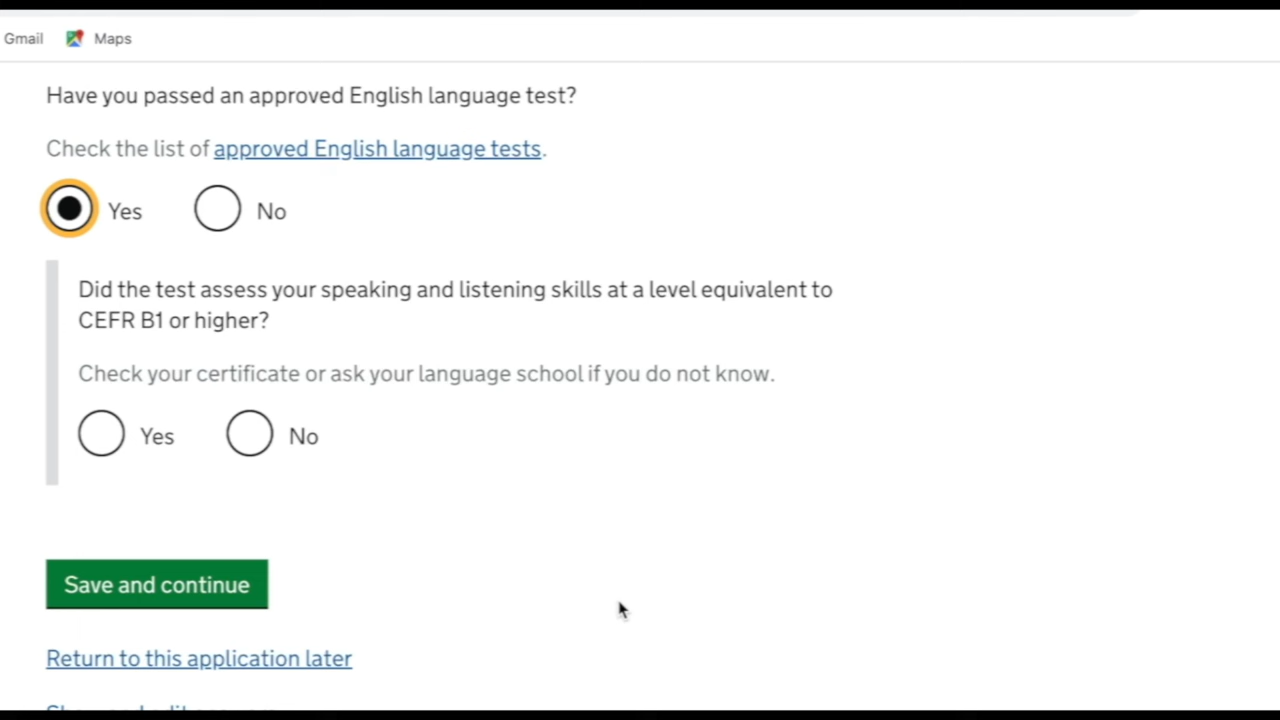 Gmail Maps
Have you passed an approved English language test?
Check the list of approved English language tests.
Yes No
Did the test assess your speaking and listening skills at a level equivalent to
CEFR B1 or higher?
Check your certificate or ask your language school if you do not know.
Yes No
Save and continue
Return to this application later